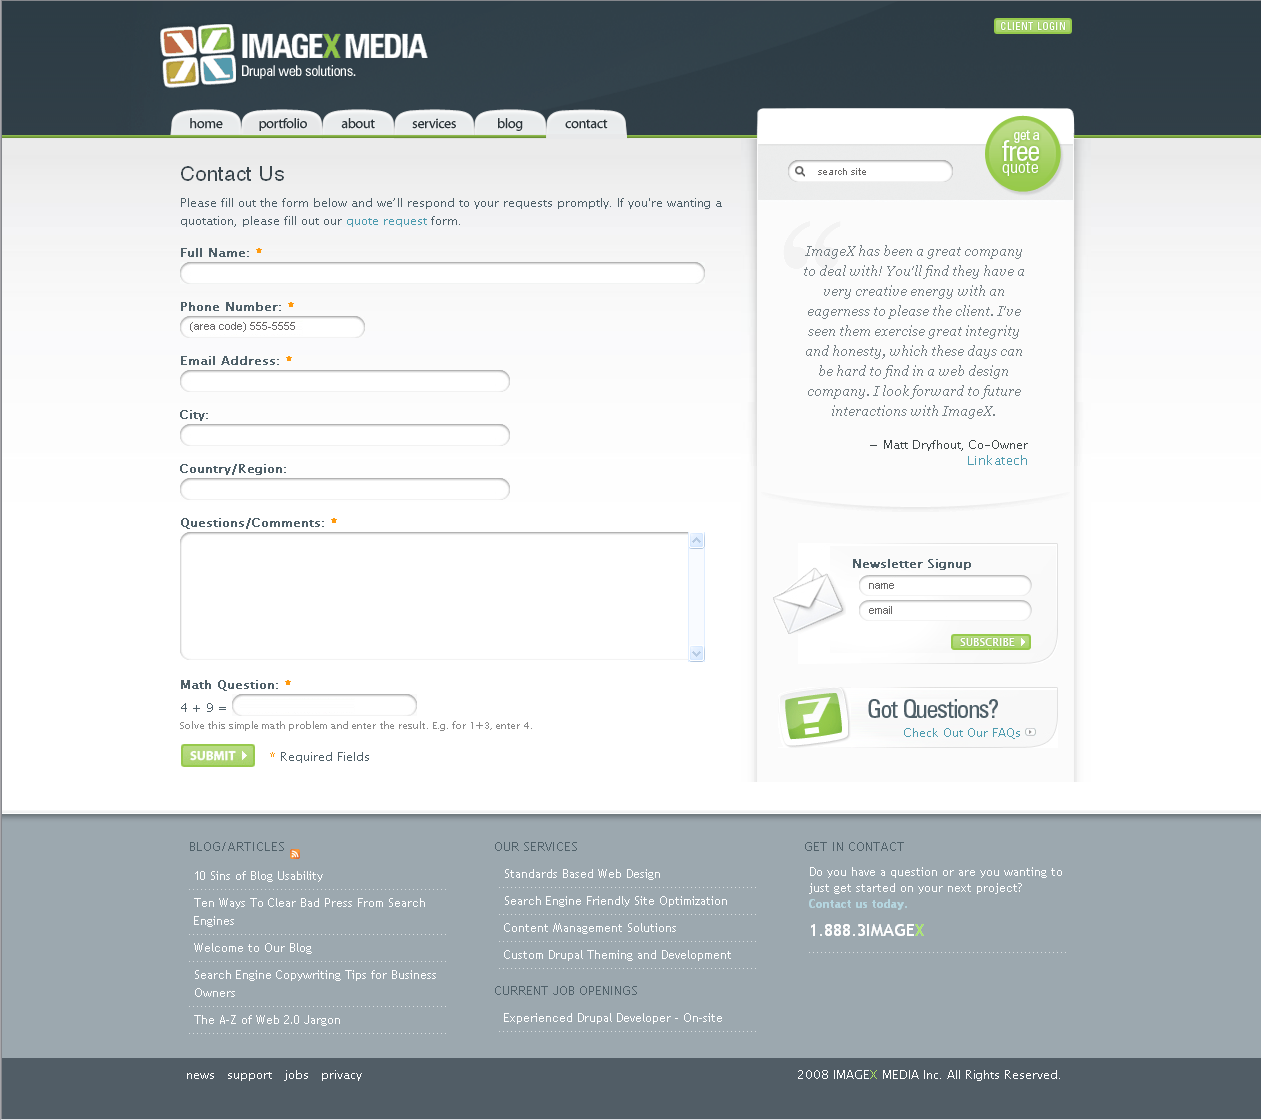 CLIENT LOGIN
IMAGEX MEDIA
Drupal web solutions.
home portfolio about services blog contact
get a
free
quote
search site
Contact Us
Please fill out the form below and we'll respond to your requests promptly. If you're wanting a
quotation, please fill out our quote request form.
Full Name: *
Phone Number: *
(area code) 555-5555
Email Address: *
City:
Country/Region:
Questions/Comments: *
Math Question: *
4 + 9 =
Solve this simple math problem and enter the result. E.g. for 1+3, enter 4.
SUBMIT
* Required Fields
“
ImageX has been a great company
to deal with! You'll find they have a
very creative energy with an
eagerness to please the client. I've
seen them exercise great integrity
and honesty, which these days can
be hard to find in a web design
company. I look forward to future
interactions with ImageX.
– Matt Dryfhout, Co-Owner
Linkatech
Newsletter Signup
name
email
SUBSCRIBE
?
Got Questions?
Check Out Our FAQs
BLOG/ARTICLES
10 Sins of Blog Usability
Ten Ways To Clear Bad Press From Search
Engines
Welcome to Our Blog
Search Engine Copywriting Tips for Business
Owners
The A-Z of Web 2.0 Jargon
OUR SERVICES
Standards Based Web Design
Search Engine Friendly Site Optimization
Content Management Solutions
Custom Drupal Theming and Development
CURRENT JOB OPENINGS
Experienced Drupal Developer - On-site
GET IN CONTACT
Do you have a question or are you wanting to
just get started on your next project?
Contact us today.
1.888.3IMAGEX
news support jobs privacy
2008 IMAGEX MEDIA Inc. All Rights Reserved.